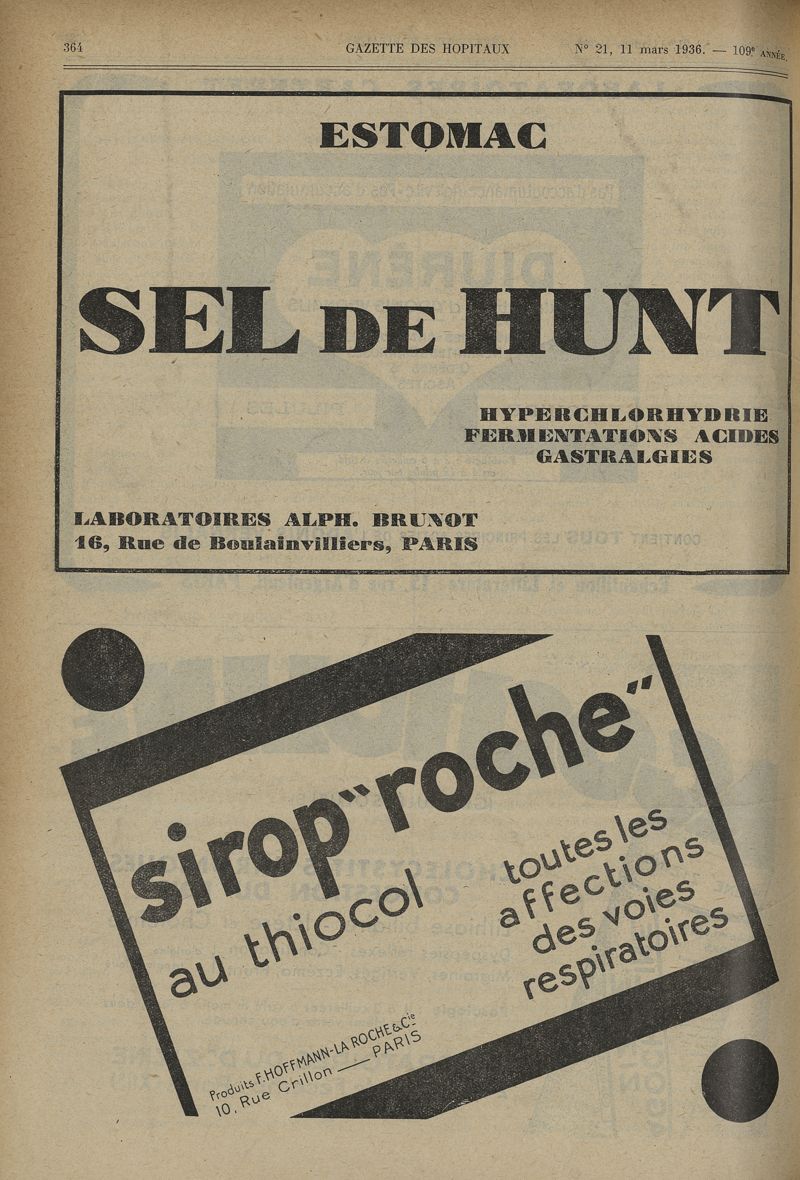 364
GAZETTE DES HOPITAUX
N° 21, 11 mars 1936. — 109e ANNÉE.
ESTOMAC
SEL DE HUNT
HYPERCHLORHYDRIE
FERMENTATIONS ACIDES
GASTRALGIES
LABORATOIRES ALPH. BRUNOT
16, Rue de Boulainvilliers, PARIS
sirop "roche"
au thiocol
toutes les
affections
des voies
respiratoires
Produits F. HOFFMANN-LA ROCHE & Cie
10, Rue Crillon — PARIS